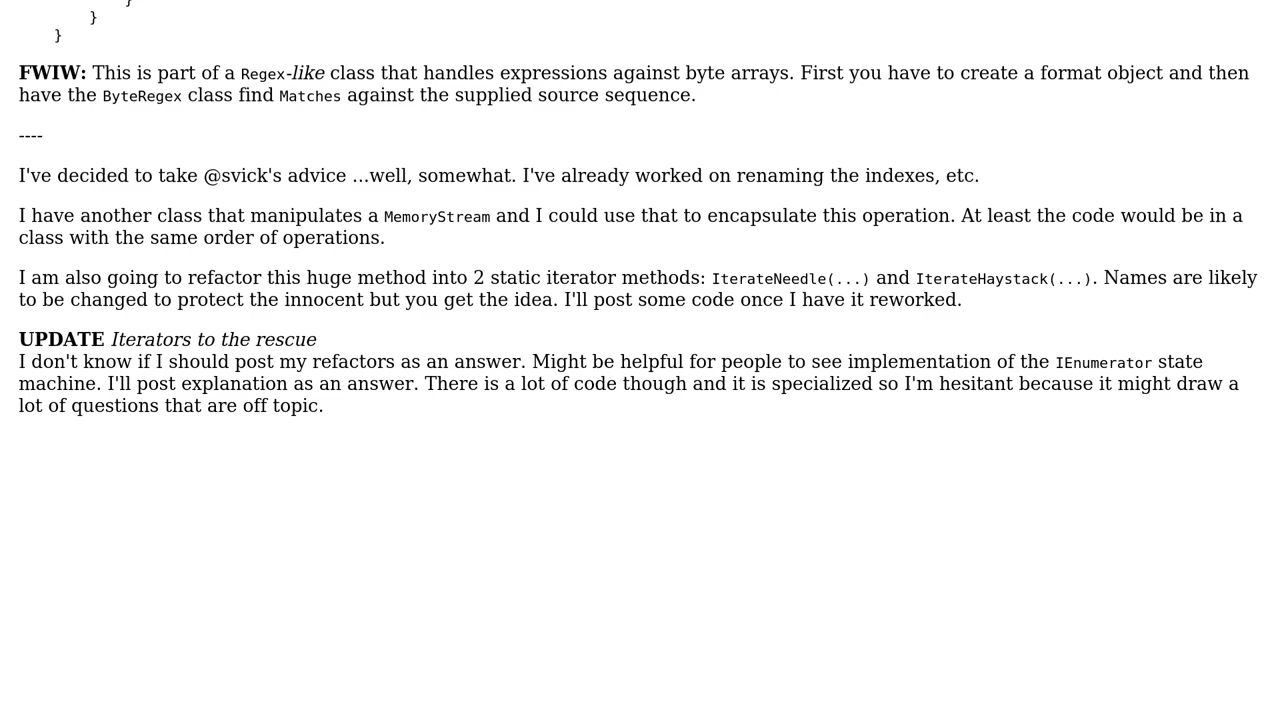 }
}
}
FWIW: This is part of a Regex-like class that handles expressions against byte arrays. First you have to create a format object and then
have the ByteRegex class find Matches against the supplied source sequence.
----
I've decided to take @svick's advice ...well, somewhat. I've already worked on renaming the indexes, etc.
I have another class that manipulates a MemoryStream and I could use that to encapsulate this operation. At least the code would be in a
class with the same order of operations.
I am also going to refactor this huge method into 2 static iterator methods: IterateNeedle(...) and IterateHaystack(...). Names are likely
to be changed to protect the innocent but you get the idea. I'll post some code once I have it reworked.
UPDATE Iterators to the rescue
I don't know if I should post my refactors as an answer. Might be helpful for people to see implementation of the IEnumerator state
machine. I'll post explanation as an answer. There is a lot of code though and it is specialized so I'm hesitant because it might draw a
lot of questions that are off topic.